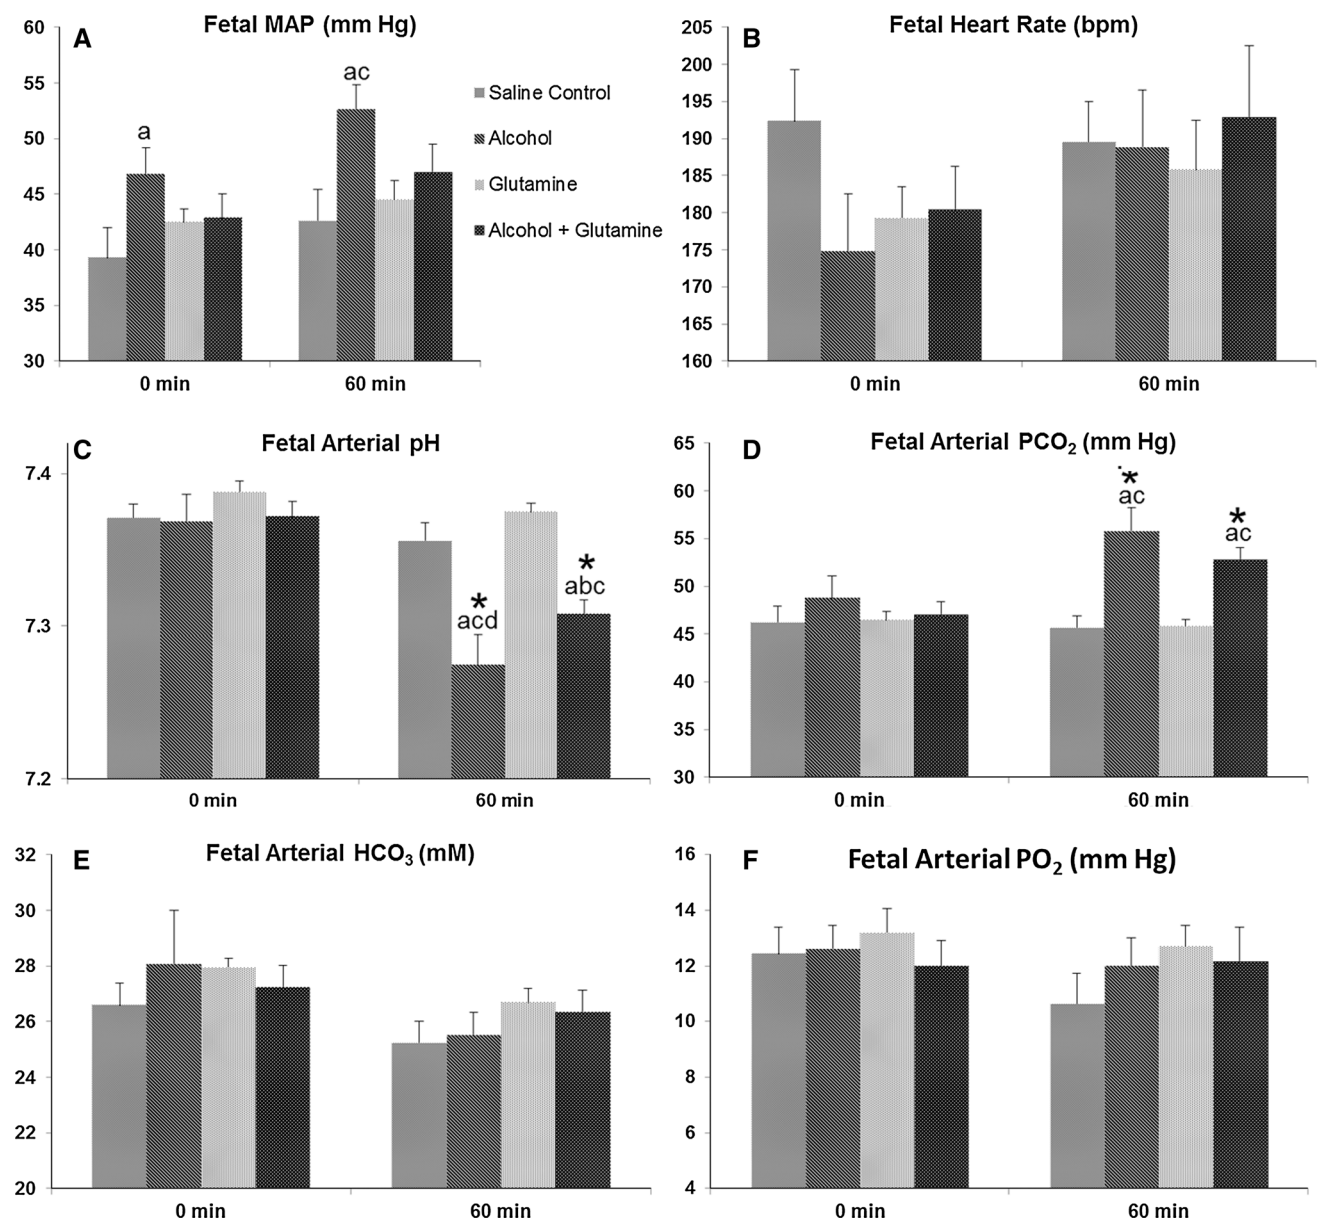 A
Fetal MAP (mm Hg)
60
55
50
45
40
35
30
a
ac
0 min
60 min
Saline Control
Alcohol
Glutamine
Alcohol + Glutamine
B
Fetal Heart Rate (bpm)
205
200
195
190
185
180
175
170
165
160
0 min
60 min
C
Fetal Arterial pH
7.4
7.3
7.2
*
acd
*
abc
0 min
60 min
D
Fetal Arterial PCO₂ (mm Hg)
65
60
55
50
45
40
35
30
*
ac
*
ac
0 min
60 min
E
Fetal Arterial HCO₃ (mM)
32
30
28
26
24
22
20
0 min
60 min
F
Fetal Arterial PO₂ (mm Hg)
16
14
12
10
8
6
4
0 min
60 min